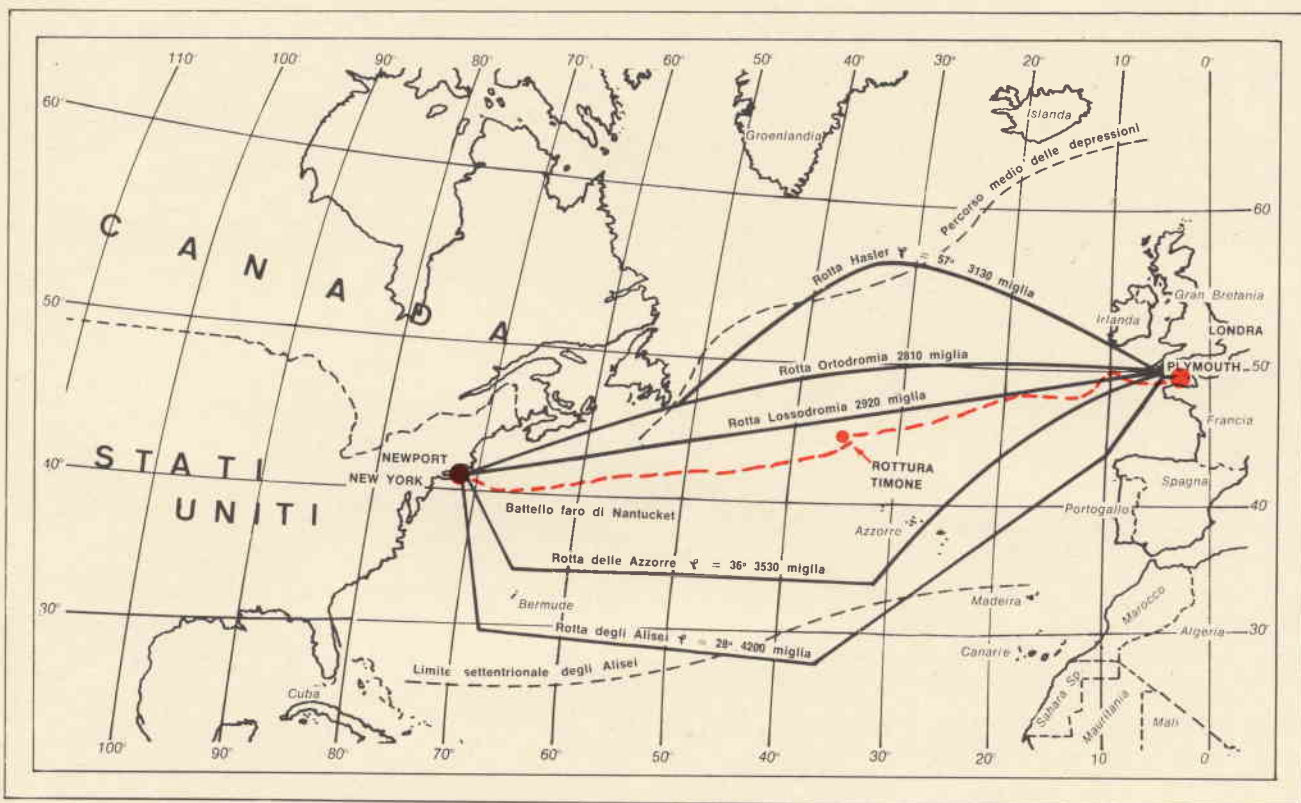 110° 100° 90° 80° 70° 60° 50° 40° 30° 20° 10° 0°
60°
Groenlandia
Islanda
Percorso medio delle depressioni
60
CANADA
Rotta Hasler φ = 57° 3130 miglia
50°
Gran Bretania
Irlanda
LONDRA
Rotta Ortodromia 2810 miglia
PLYMOUTH
50°
Rotta Lossodromia 2920 miglia
Francia
STATI
UNITI
40°
NEWPORT
NEW YORK
ROTTURA
TIMONE
Spagna
Portogallo
40°
Battello faro di Nantucket
Azzorre
Rotta delle Azzorre φ = 36° 3530 miglia
30°
Bermude
Madeira
Marocco
Rotta degli Alisei φ = 28° 4200 miglia
Algeria
30°
Canarie
Limite settentrionale degli Alisei
Cuba
Sahara Sp.
Mauritania
Mali
100° 90° 80° 70° 60° 50° 40° 30° 20° 10° 0